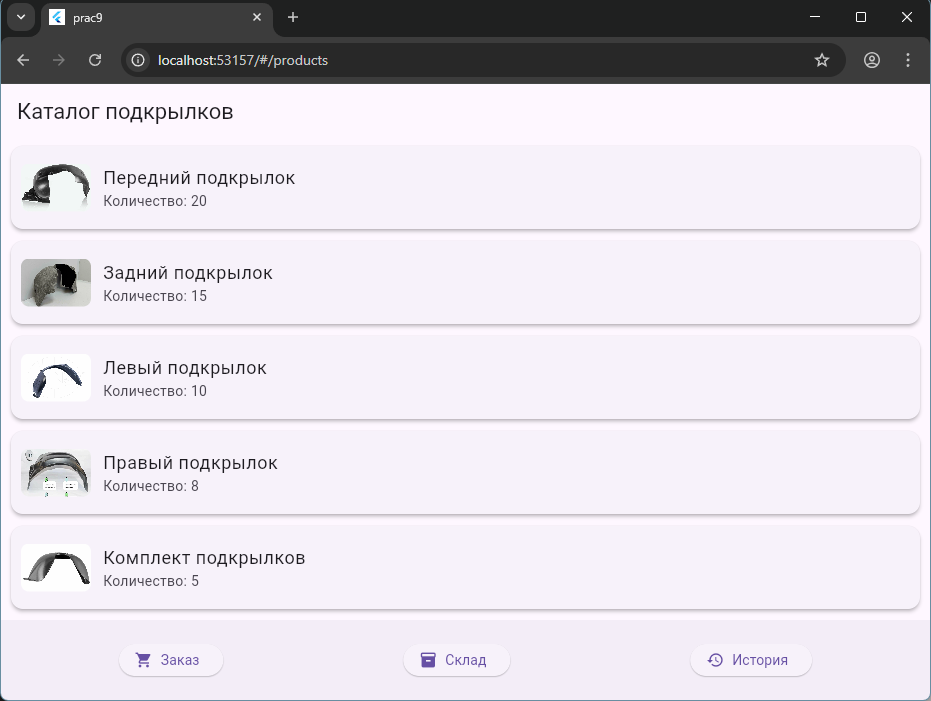 prac9
localhost:53157/#/products
Каталог подкрылков
Передний подкрылок
Количество: 20
Задний подкрылок
Количество: 15
Левый подкрылок
Количество: 10
Правый подкрылок
Количество: 8
Комплект подкрылков
Количество: 5
Заказ
Склад
История